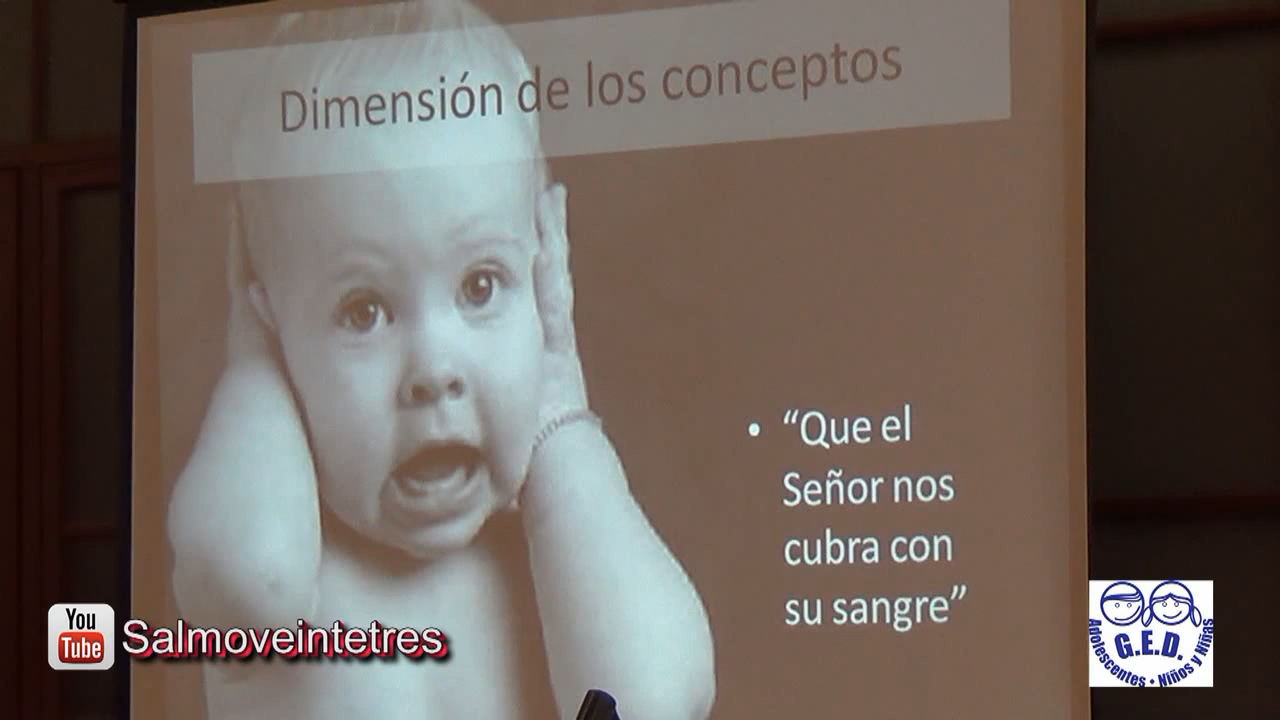 Dimensión de los conceptos
• “Que el
Señor nos
cubra con
su sangre”
You
Tube
Salmoveintetres
G.E.D.
Adolescentes • Niños y Niñas